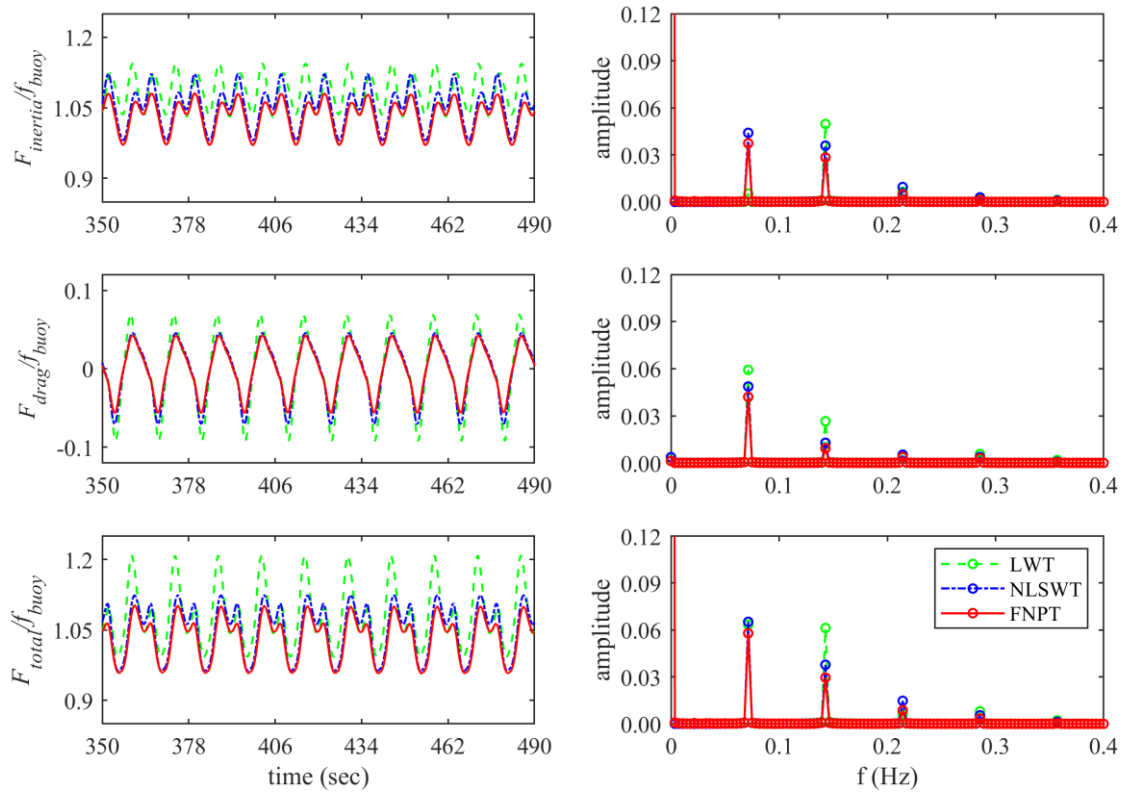 1.2
1.05
0.9
F_inertia/f_buoy
350 378 406 434 462 490
0.12
0.09
0.06
0.03
0.00
amplitude
0 0.1 0.2 0.3 0.4
0.1
0
-0.1
F_drag/f_buoy
350 378 406 434 462 490
0.12
0.09
0.06
0.03
0.00
amplitude
0 0.1 0.2 0.3 0.4
1.2
1.05
0.9
F_total/f_buoy
350 378 406 434 462 490
time (sec)
0.12
0.09
0.06
0.03
0.00
amplitude
LWT
NLSWT
FNPT
0 0.1 0.2 0.3 0.4
f (Hz)